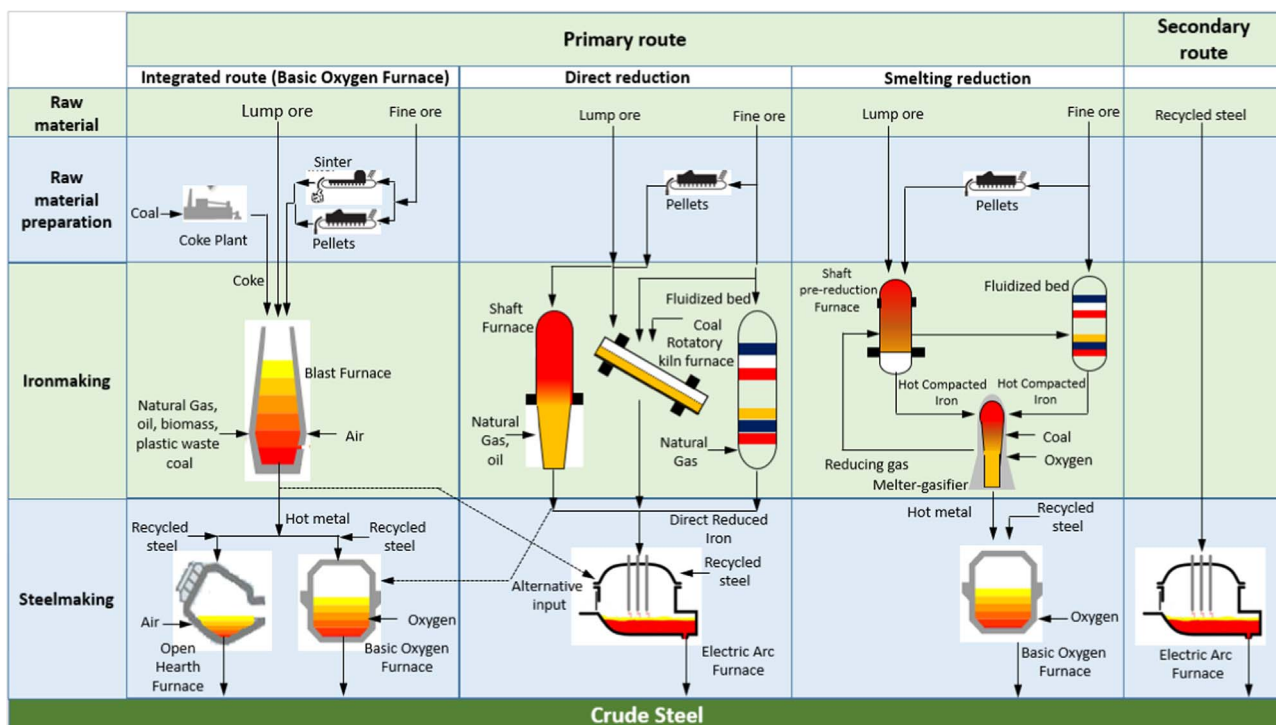 Primary route
Secondary
route
Integrated route (Basic Oxygen Furnace)
Direct reduction
Smelting reduction
Raw
material
Lump ore
Fine ore
Lump ore
Fine ore
Lump ore
Fine ore
Recycled steel
Raw
material
preparation
Sinter
Coal
Coke Plant
Pellets
Pellets
Pellets
Ironmaking
Coke
Blast Furnace
Natural Gas,
oil, biomass,
plastic waste
coal
Air
Shaft
Furnace
Fluidized bed
Coal
Rotatory
kiln furnace
Natural
Gas,
oil
Natural
Gas
Shaft
pre-reduction
Furnace
Fluidized bed
Hot Compacted
Iron
Hot Compacted
Iron
Coal
Oxygen
Reducing gas
Melter-gasifier
Steelmaking
Hot metal
Recycled
steel
Recycled
steel
Air
Oxygen
Open
Hearth
Furnace
Basic Oxygen
Furnace
Direct Reduced
Iron
Alternative
input
Recycled
steel
Electric Arc
Furnace
Hot metal
Recycled
steel
Oxygen
Basic Oxygen
Furnace
Electric Arc
Furnace
Crude Steel